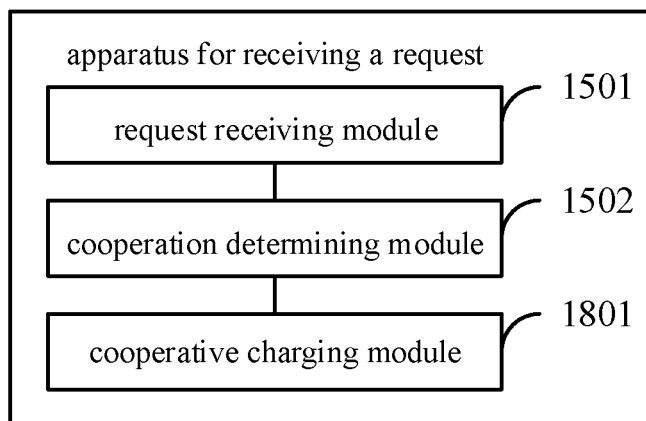 apparatus for receiving a request
1501
request receiving module
1502
cooperation determining module
1801
cooperative charging module